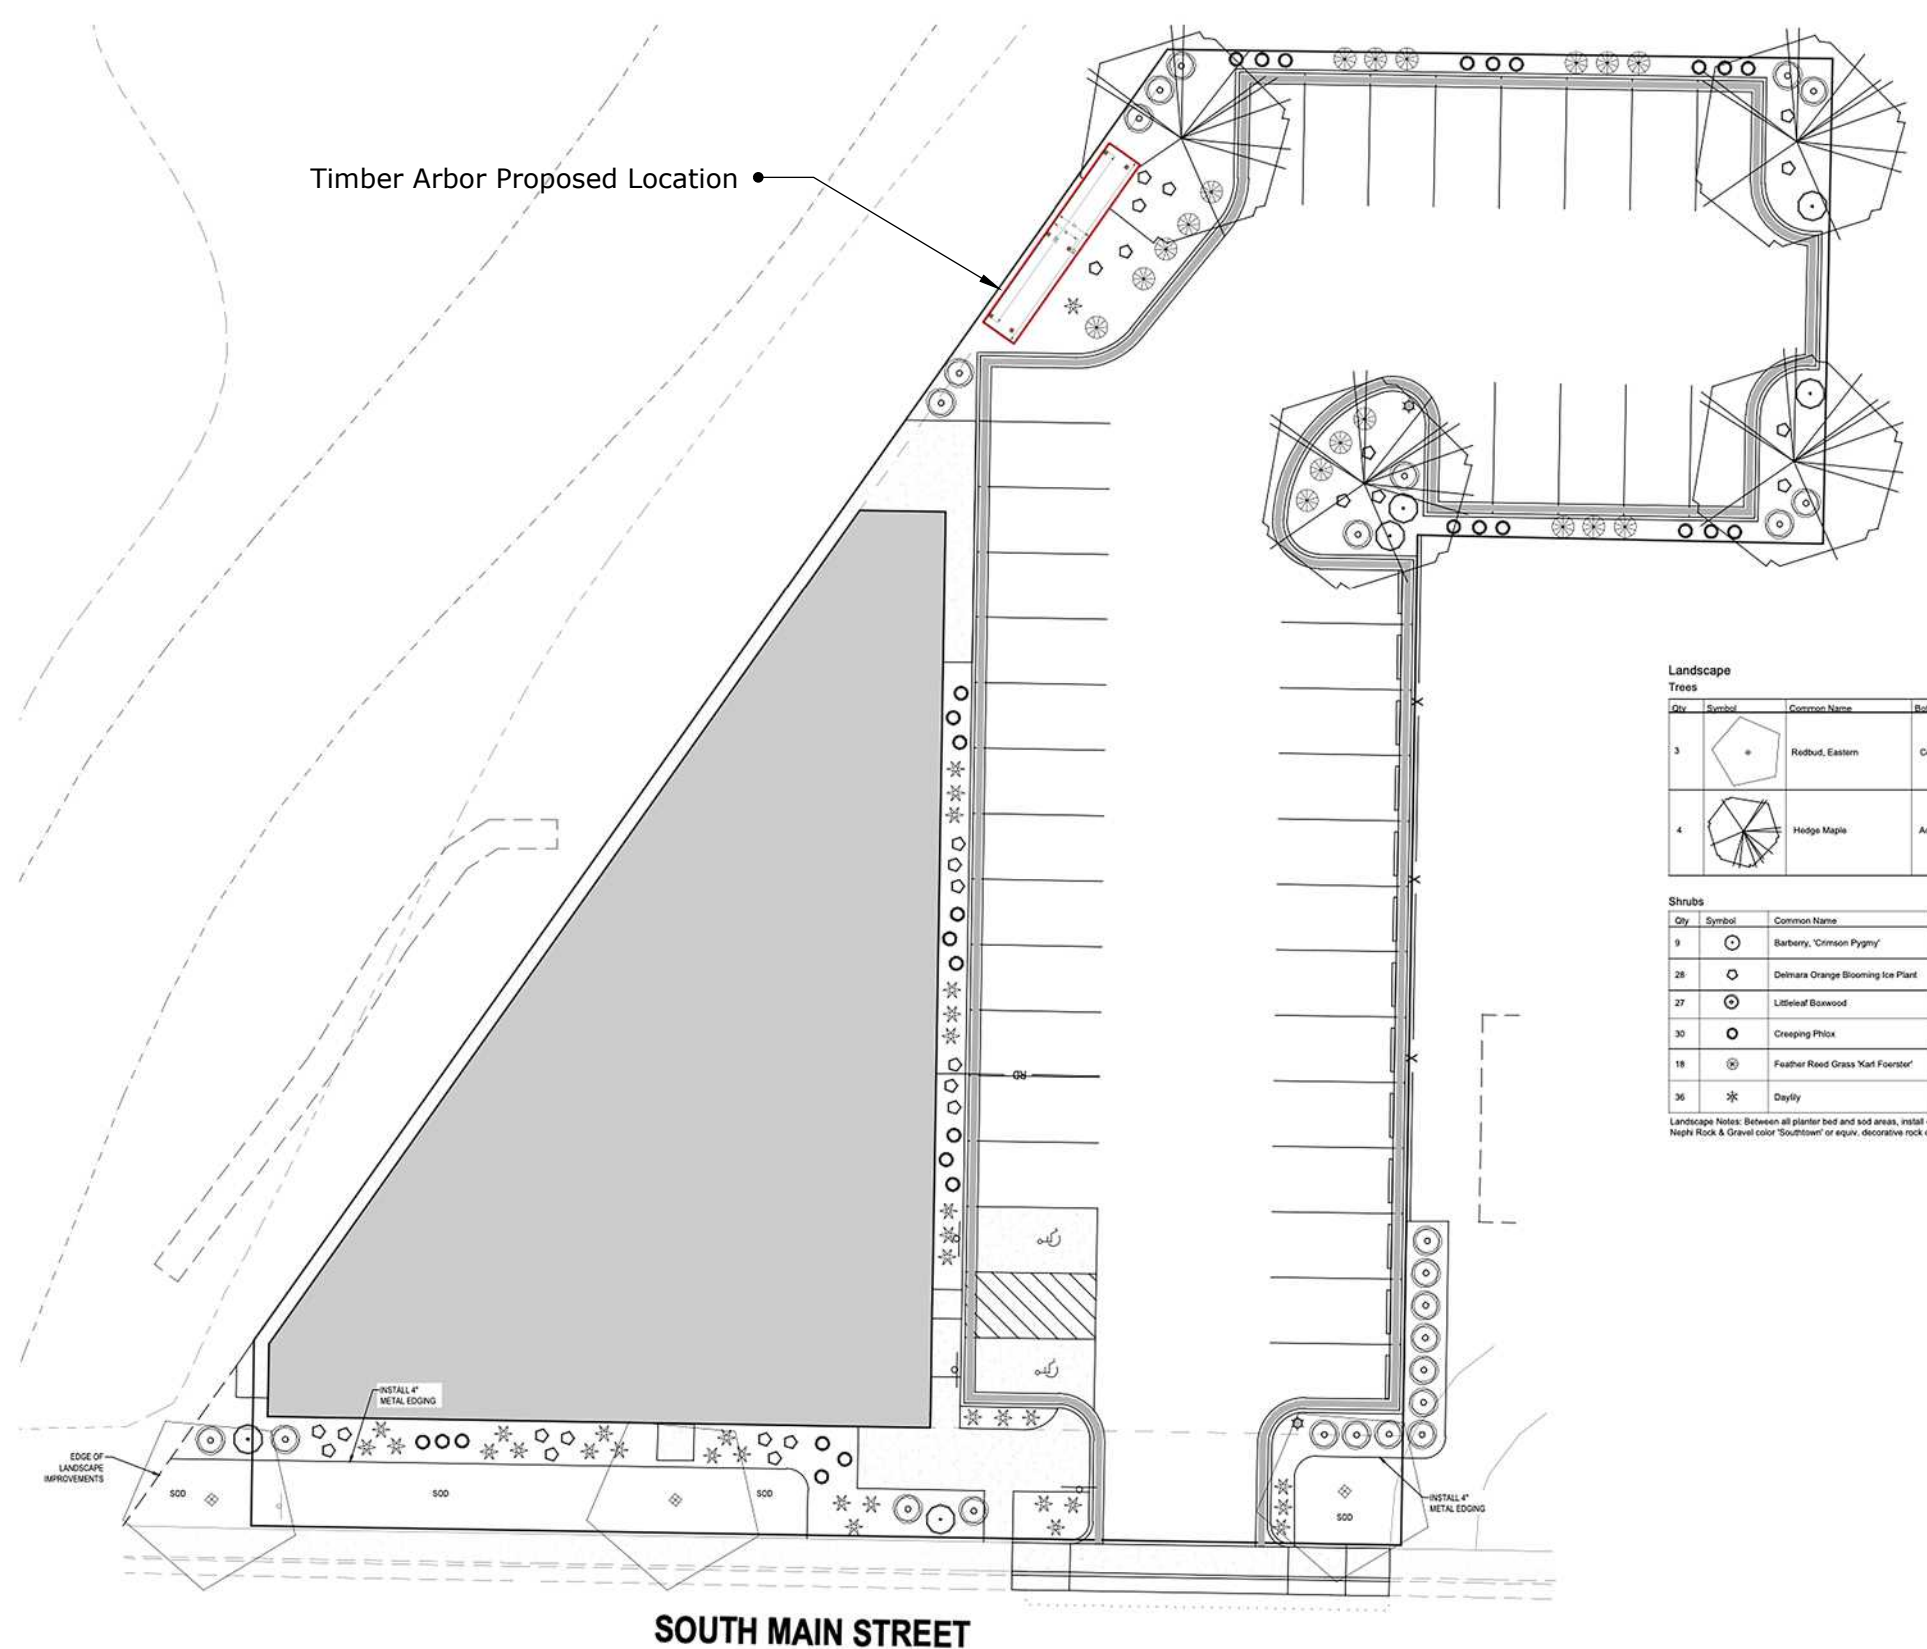 Timber Arbor Proposed Location
Landscape
Trees
Qty Symbol Common Name Bot
3 Redbud, Eastern C
4 Hedge Maple A
Shrubs
Qty Symbol Common Name
9 Barberry, 'Crimson Pygmy'
28 Delmara Orange Blooming Ice Plant
27 Littleleaf Boxwood
30 Creeping Phlox
18 Feather Reed Grass 'Karl Foerster'
36 Daylily
Landscape Notes: Between all planter bed and sod areas, install
Nephi Rock & Gravel color 'Southtown' or equiv. decorative rock
RD
INSTALL 4"
METAL EDGING
EDGE OF
LANDSCAPE
IMPROVEMENTS
SOD
SOD
SOD
SOD
INSTALL 4"
METAL EDGING
SOUTH MAIN STREET